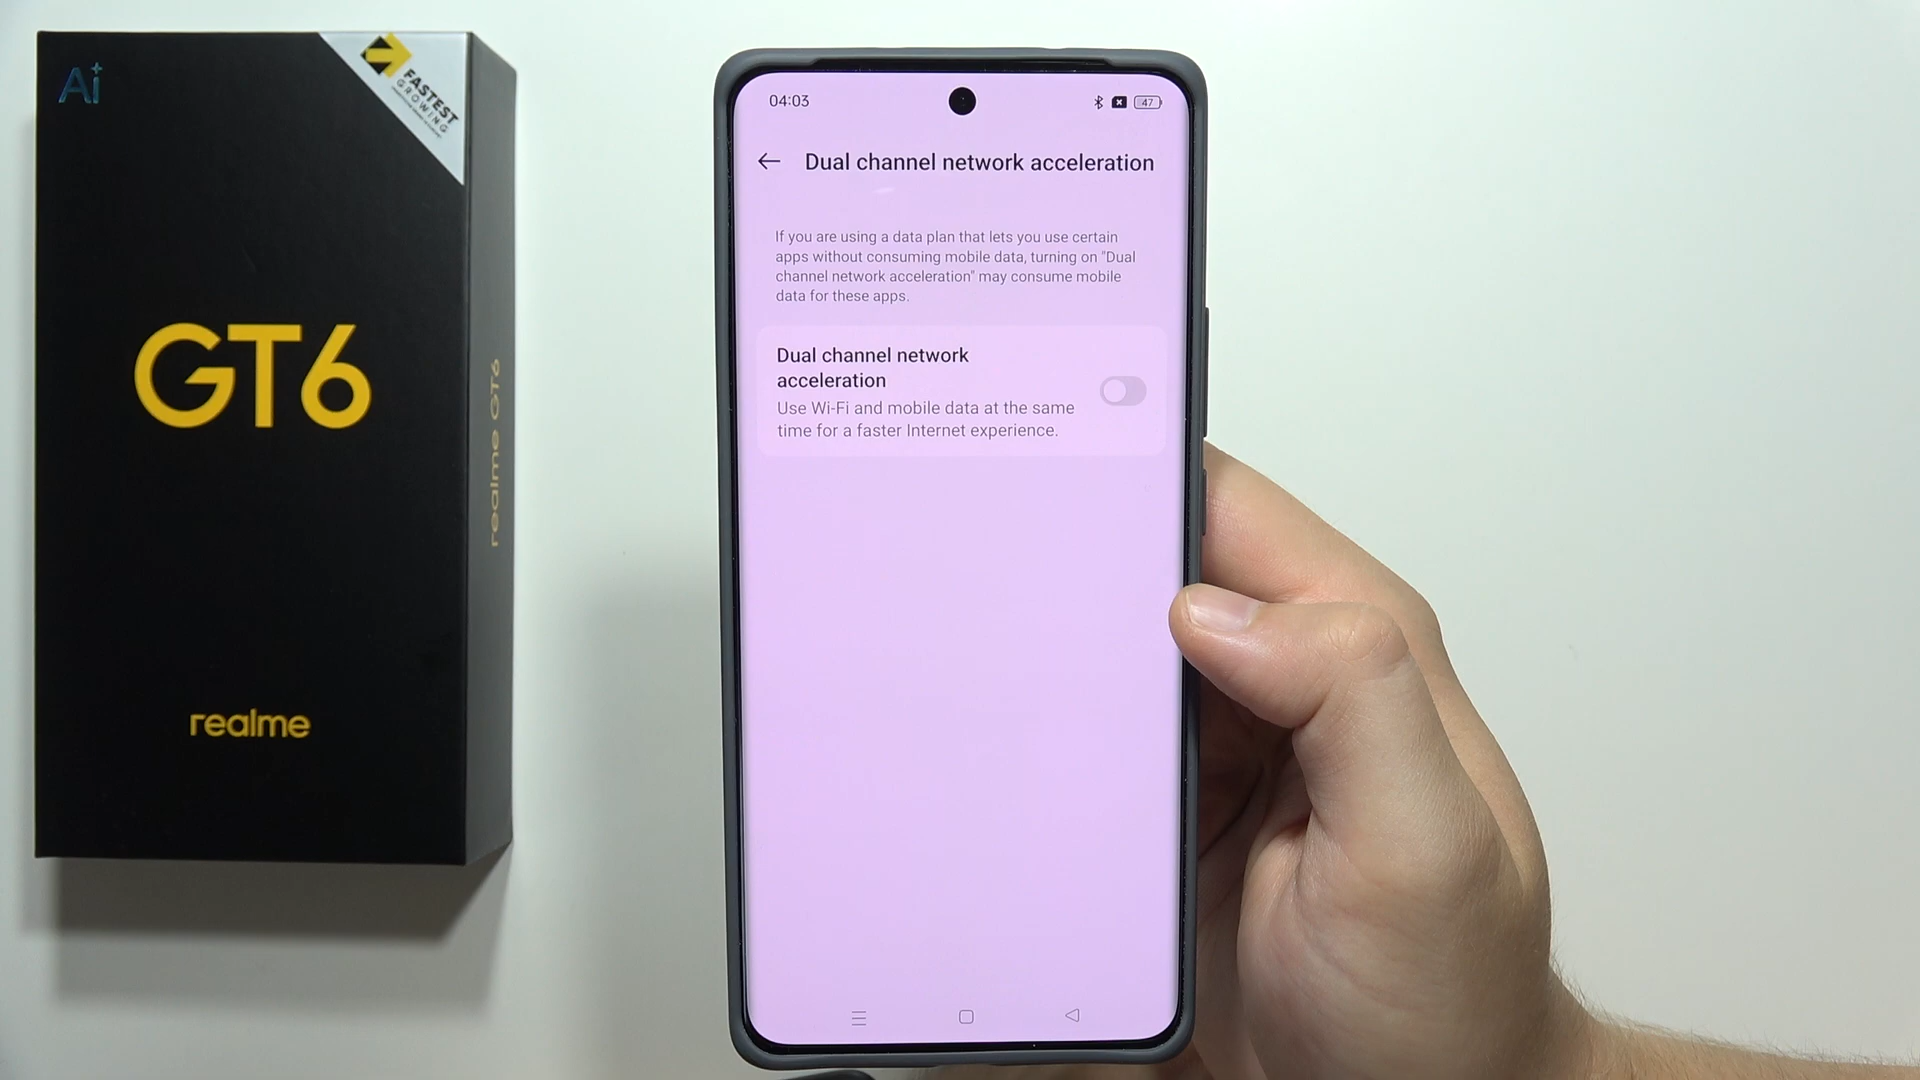 Ai
FASTEST
GROWING
GT6
realme
realme GT6
04:03
47
Dual channel network acceleration
If you are using a data plan that lets you use certain
apps without consuming mobile data, turning on "Dual
channel network acceleration" may consume mobile
data for these apps.
Dual channel network
acceleration
Use Wi-Fi and mobile data at the same
time for a faster Internet experience.